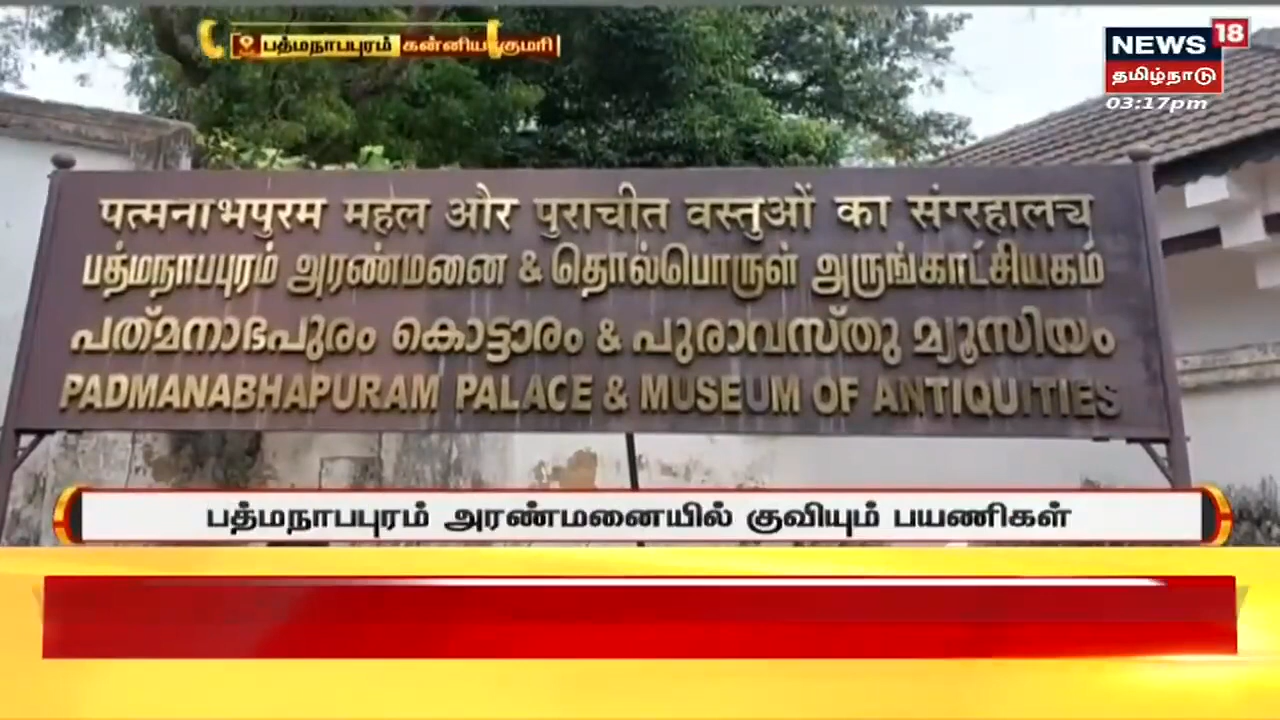 பத்மநாபபுரம் கன்னியகுமரி
NEWS 18
தமிழ்நாடு
03:17pm
पत्मनाभपुरम महल और पुराचीत वस्तुओं का संग्रहालय
பத்மநாபபுரம் அரண்மனை & தொல்பொருள் அருங்காட்சியகம்
പത്മനാഭപുരം കൊട്ടാരം & പുരാവസ്തു മ്യൂസിയം
PADMANABHAPURAM PALACE & MUSEUM OF ANTIQUITIES
பத்மநாபபுரம் அரண்மனையில் குவியும் பயணிகள்